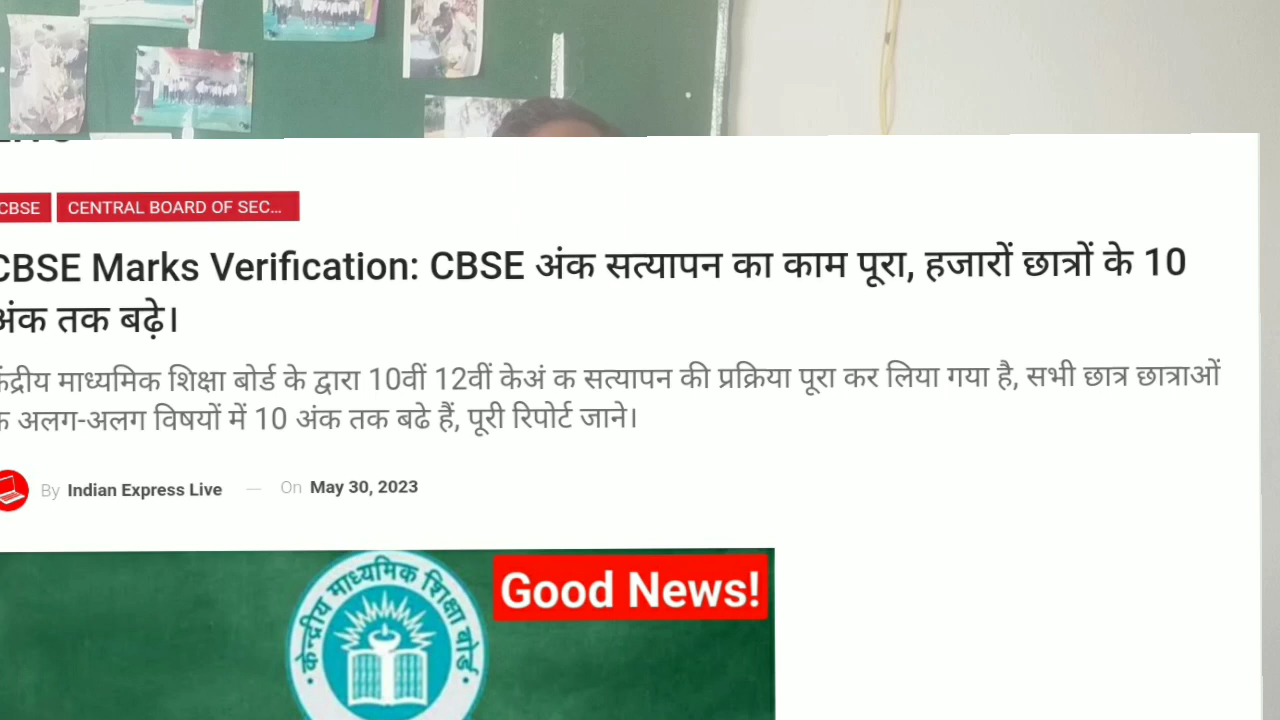 CBSE CENTRAL BOARD OF SEC...
CBSE Marks Verification: CBSE अंक सत्यापन का काम पूरा, हजारों छात्रों के 10
अंक तक बढ़े।
केंद्रीय माध्यमिक शिक्षा बोर्ड के द्वारा 10वीं 12वीं केअं क सत्यापन की प्रक्रिया पूरा कर लिया गया है, सभी छात्र छात्राओं
के अलग-अलग विषयों में 10 अंक तक बढे हैं, पूरी रिपोर्ट जाने।
By Indian Express Live — On May 30, 2023
Good News!
केन्द्रीय माध्यमिक शिक्षा बोर्ड